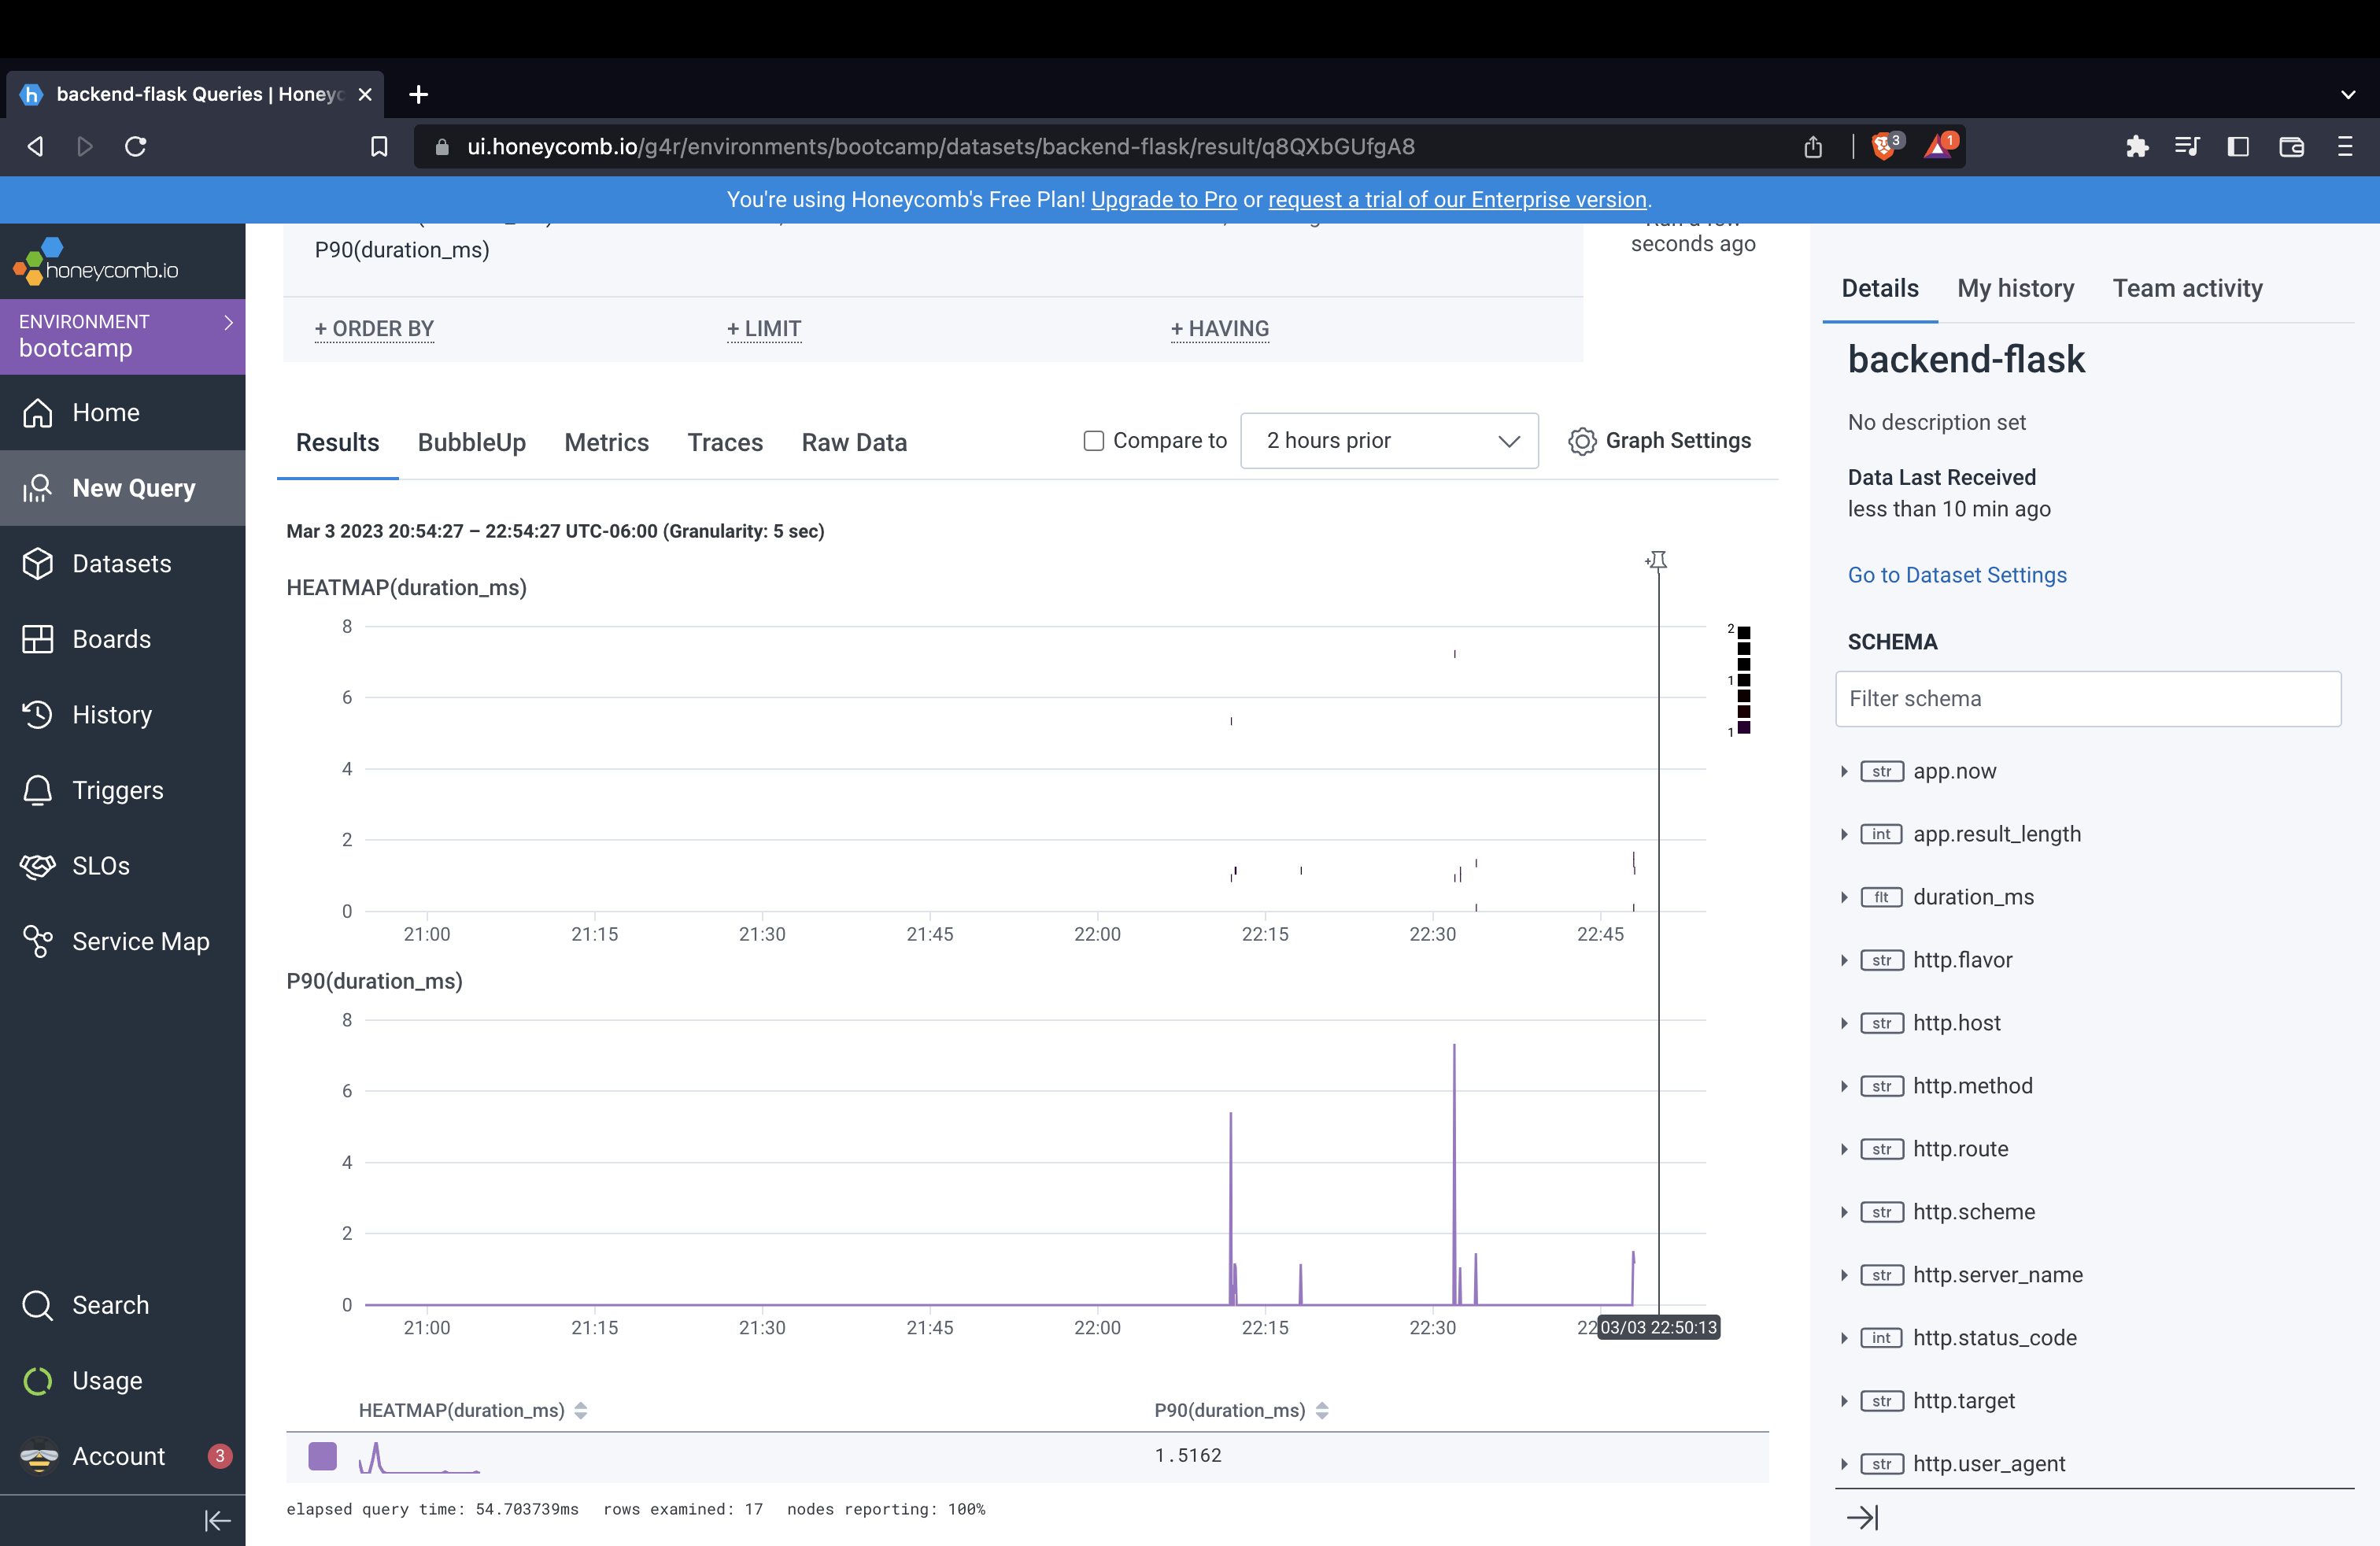 backend-flask Queries | Honeyc
ui.honeycomb.io/g4r/environments/bootcamp/datasets/backend-flask/result/q8QXbGUfgA8
3
1
You're using Honeycomb's Free Plan! Upgrade to Pro or request a trial of our Enterprise version.
honeycomb.io
ENVIRONMENT
bootcamp
Home
New Query
Datasets
Boards
History
Triggers
SLOs
Service Map
Search
Usage
Account 3
P90(duration_ms)
seconds ago
+ ORDER BY + LIMIT + HAVING
Results BubbleUp Metrics Traces Raw Data
Compare to 2 hours prior Graph Settings
Mar 3 2023 20:54:27 – 22:54:27 UTC-06:00 (Granularity: 5 sec)
HEATMAP(duration_ms)
8
6
4
2
0
21:00 21:15 21:30 21:45 22:00 22:15 22:30 22:45
2
1
1
P90(duration_ms)
8
6
4
2
0
21:00 21:15 21:30 21:45 22:00 22:15 22:30 22
03/03 22:50:13
HEATMAP(duration_ms) P90(duration_ms)
1.5162
elapsed query time: 54.703739ms rows examined: 17 nodes reporting: 100%
Details My history Team activity
backend-flask
No description set
Data Last Received
less than 10 min ago
Go to Dataset Settings
SCHEMA
Filter schema
str app.now
int app.result_length
flt duration_ms
str http.flavor
str http.host
str http.method
str http.route
str http.scheme
str http.server_name
int http.status_code
str http.target
str http.user_agent